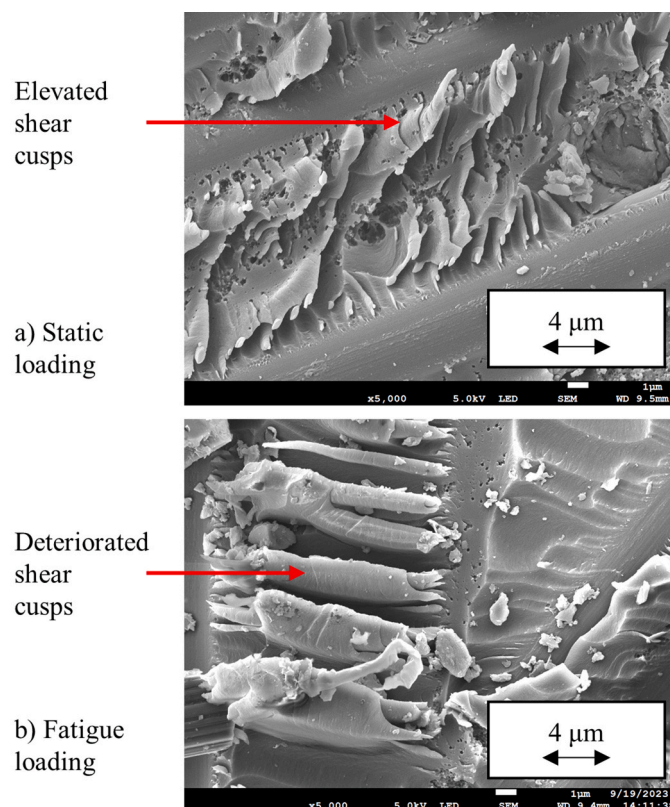 Elevated
shear
cusps
a) Static
loading
4 μm
1μm
x5,000 5.0kV LED SEM WD 9.5mm
Deteriorated
shear
cusps
b) Fatigue
loading
4 μm
1μm 9/19/2023
x5,000 5.0kV LED SEM WD 9.4mm